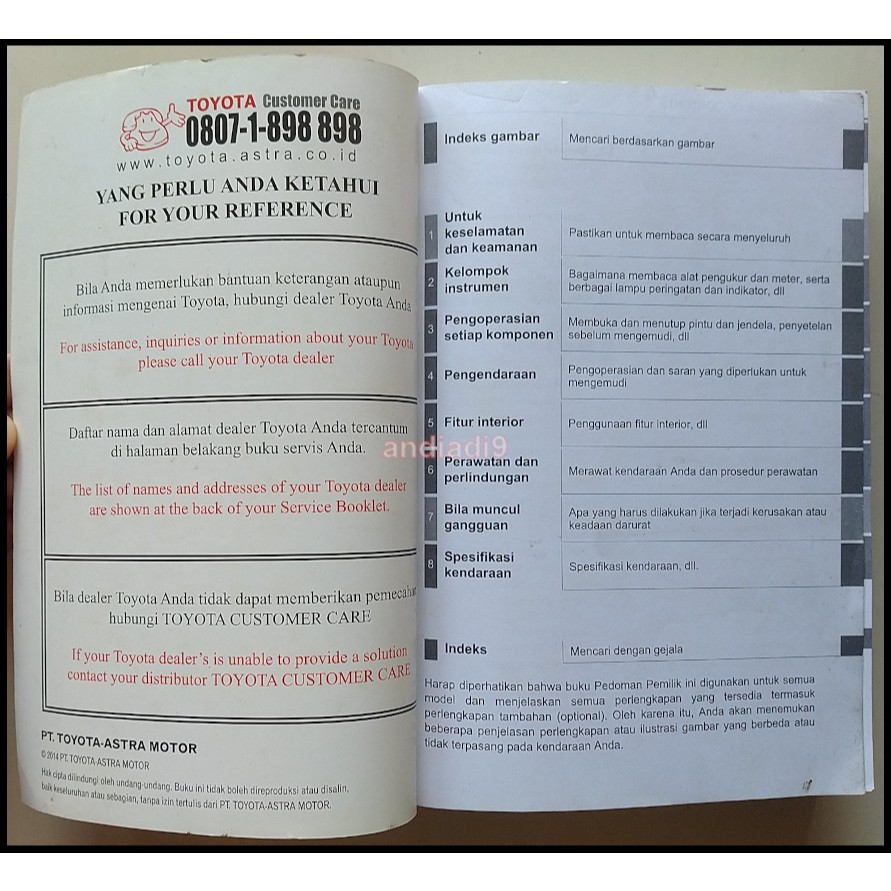 TOYOTA Customer Care
0807-1-898 898
www.toyota.astra.co.id
YANG PERLU ANDA KETAHUI
FOR YOUR REFERENCE
Bila Anda memerlukan bantuan keterangan ataupun
informasi mengenai Toyota, hubungi dealer Toyota Anda
For assistance, inquiries or information about your Toyota
please call your Toyota dealer
Daftar nama dan alamat dealer Toyota Anda tercantum
di halaman belakang buku servis Anda.
The list of names and addresses of your Toyota dealer
are shown at the back of your Service Booklet.
Bila dealer Toyota Anda tidak dapat memberikan pemecahan
hubungi TOYOTA CUSTOMER CARE
If your Toyota dealer's is unable to provide a solution
contact your distributor TOYOTA CUSTOMER CARE
PT. TOYOTA-ASTRA MOTOR
© 2014 PT. TOYOTA-ASTRA MOTOR
Hak cipta dilindungi oleh undang-undang. Buku ini tidak boleh direproduksi atau disalin,
baik keseluruhan atau sebagian, tanpa izin tertulis dari PT. TOYOTA-ASTRA MOTOR.
Indeks gambar
Mencari berdasarkan gambar
1
Untuk
keselamatan
dan keamanan
Pastikan untuk membaca secara menyeluruh
2
Kelompok
instrumen
Bagaimana membaca alat pengukur dan meter, serta
berbagai lampu peringatan dan indikator, dll
3
Pengoperasian
setiap komponen
Membuka dan menutup pintu dan jendela, penyetelan
sebelum mengemudi, dll
4
Pengendaraan
Pengoperasian dan saran yang diperlukan untuk
mengemudi
5
Fitur interior
Penggunaan fitur interior, dll
andiadi9
6
Perawatan dan
perlindungan
Merawat kendaraan Anda dan prosedur perawatan
7
Bila muncul
gangguan
Apa yang harus dilakukan jika terjadi kerusakan atau
keadaan darurat
8
Spesifikasi
kendaraan
Spesifikasi kendaraan, dll.
Indeks
Mencari dengan gejala
Harap diperhatikan bahwa buku Pedoman Pemilik ini digunakan untuk semua
model dan menjelaskan semua perlengkapan yang tersedia termasuk
perlengkapan tambahan (optional). Oleh karena itu, Anda akan menemukan
beberapa penjelasan perlengkapan atau ilustrasi gambar yang berbeda atau
tidak terpasang pada kendaraan Anda.